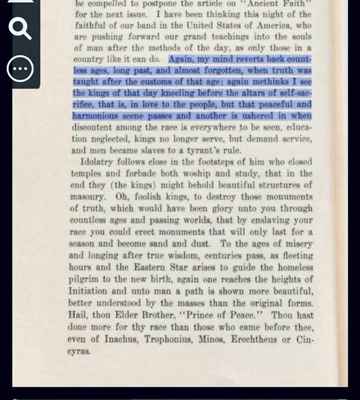 be compelled to postpone the article on "Ancient Faith"
for the next issue. I have been thinking this night of the
faithful of our band in the United States of America, who
are pushing forward our grand teachings into the souls
of man after the methods of the day, as only those in a
country like it can do. Again, my mind reverts back count-
less ages, long past, and almost forgotten, when truth was
taught after the customs of that age; again methinks I see
the kings of that day kneeling before the altars of self-sac-
rifice, that is, in love to the people, but that peaceful and
harmonious scene passes and another is ushered in when
discontent among the race is everywhere to be seen, educa-
tion neglected, kings no longer serve, but demand service,
and men became slaves to a tyrant's rule.
Idolatry follows close in the footsteps of him who closed
temples and forbade both woship and study, that in the
end they (the kings) might behold beautiful structures of
masonry. Oh, foolish kings, to destroy those monuments
of truth, which would have been glory unto you through
countless ages and passing worlds, that by enslaving your
race you could erect monuments that will only last for a
season and become sand and dust. To the ages of misery
and longing after true wisdom, centuries pass, as fleeting
hours and the Eastern Star arises to guide the homeless
pilgrim to the new birth, again one reaches the heights of
Initiation and unto man a path is shown more beautiful,
better understood by the masses than the original forms.
Hail, thou Elder Brother, "Prince of Peace." Thou hast
done more for thy race than those who came before thee,
even of Inachus, Trophonius, Minos, Erechtheus or Cin-
cyras.